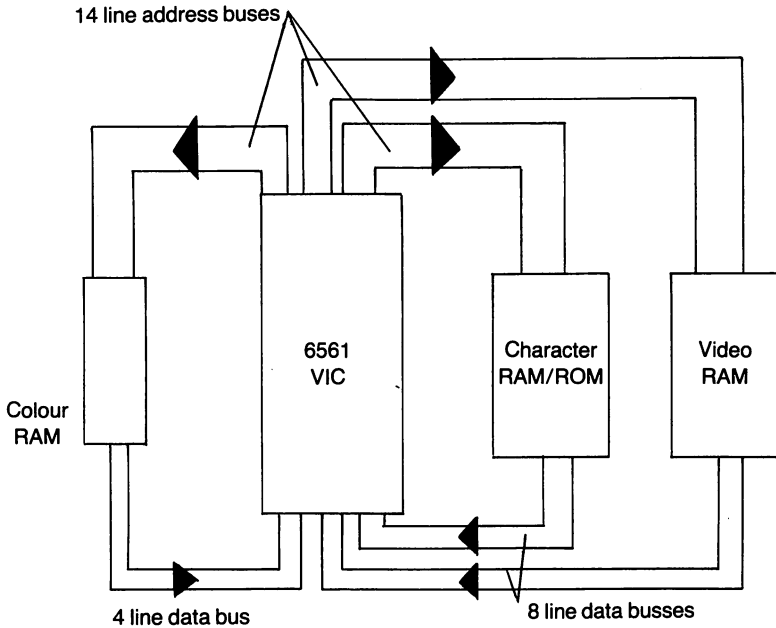 14 line address buses
6561
VIC
Character
RAM/ROM
Video
RAM
Colour
RAM
4 line data bus
8 line data busses